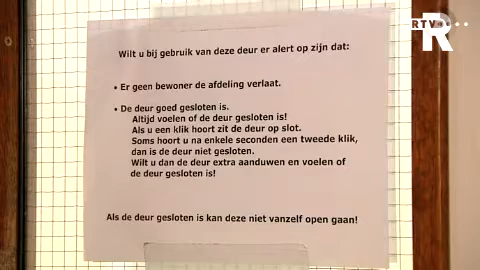 RTV
R
Wilt u bij gebruik van deze deur er alert op zijn dat:
• Er geen bewoner de afdeling verlaat.
• De deur goed gesloten is.
Altijd voelen of de deur gesloten is!
Als u een klik hoort zit de deur op slot.
Soms hoort u na enkele seconden een tweede klik,
dan is de deur niet gesloten.
Wilt u dan de deur extra aanduwen en voelen of
de deur gesloten is!
Als de deur gesloten is kan deze niet vanzelf open gaan!